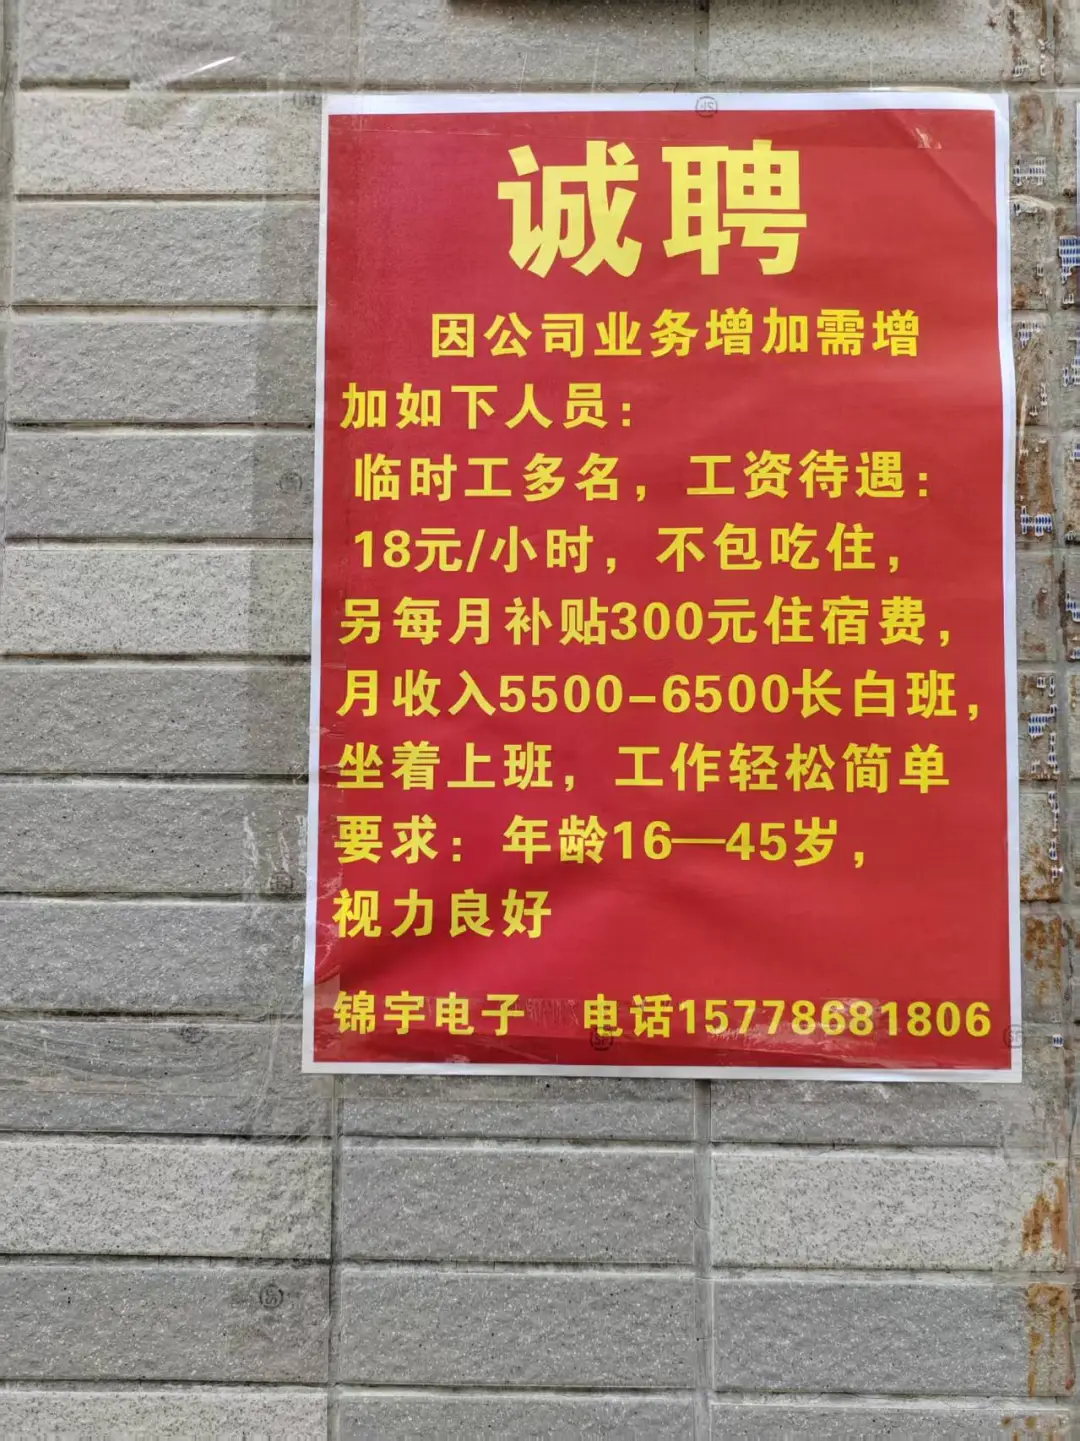 诚聘
因公司业务增加需增
加如下人员：
临时工多名，工资待遇：
18元/小时，不包吃住，
另每月补贴300元住宿费，
月收入5500-6500长白班，
坐着上班，工作轻松简单
要求：年龄16—45岁，
视力良好
锦宇电子 电话15778681806